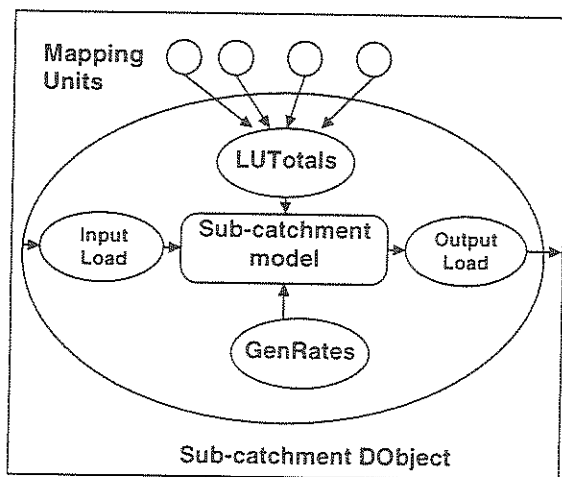 Mapping
Units
LUTotals
Input
Load
Sub-catchment
model
Output
Load
GenRates
Sub-catchment DObject